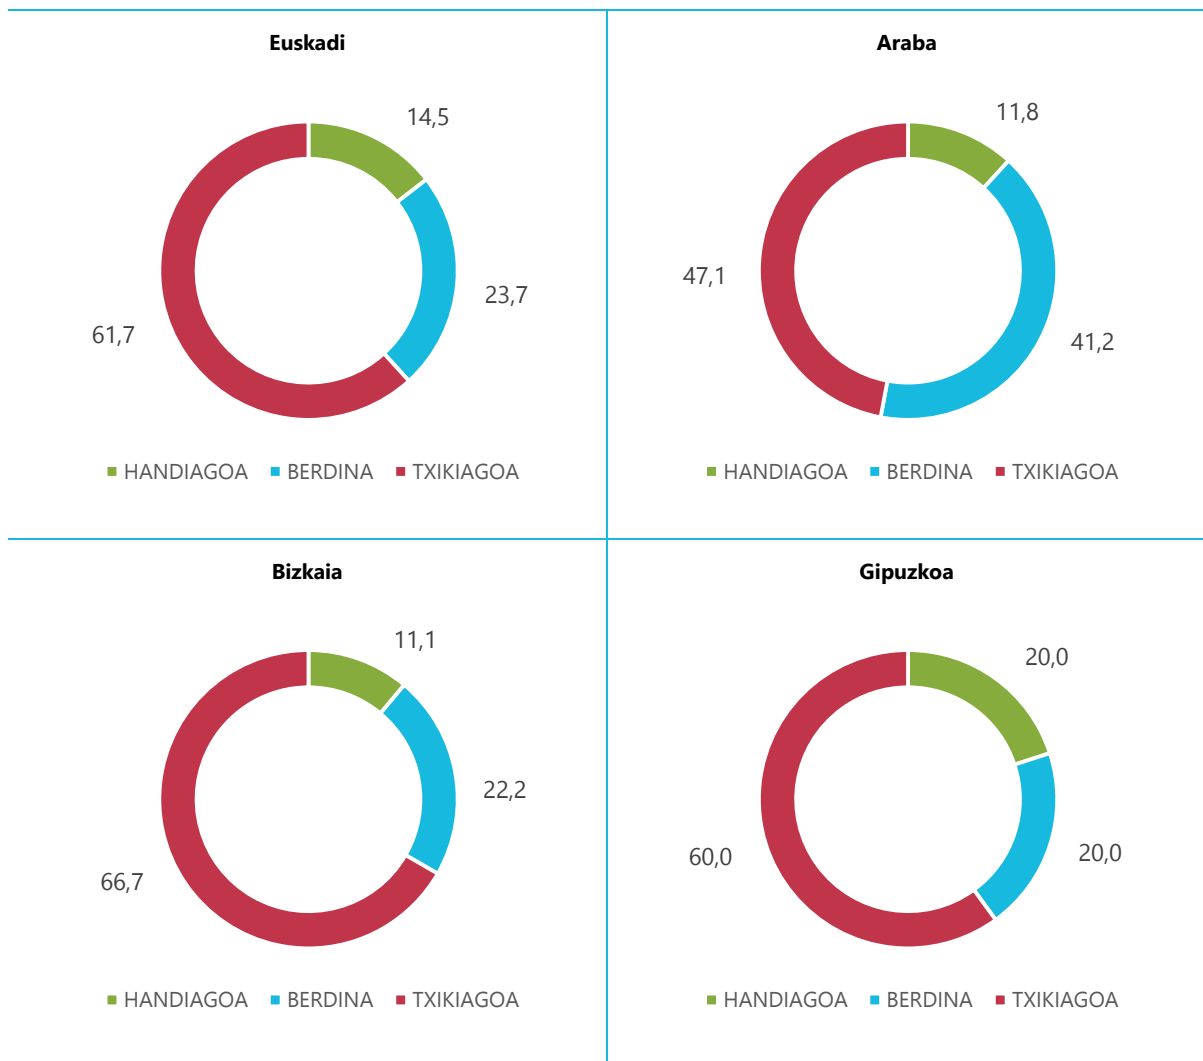 Euskadi
14,5
23,7
61,7
HANDIAGOA BERDINA TXIKIAGOA
Araba
11,8
47,1
41,2
HANDIAGOA BERDINA TXIKIAGOA
Bizkaia
11,1
22,2
66,7
HANDIAGOA BERDINA TXIKIAGOA
Gipuzkoa
20,0
20,0
60,0
HANDIAGOA BERDINA TXIKIAGOA